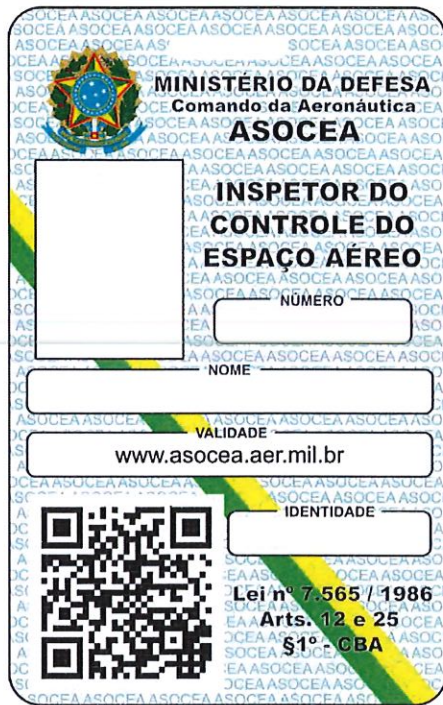 MINISTÉRIO DA DEFESA
Comando da Aeronáutica
ASOCEA
INSPETOR DO
CONTROLE DO
ESPAÇO AÉREO
NÚMERO
NOME
VALIDADE
www.asocea.aer.mil.br
IDENTIDADE
Lei nº 7.565 / 1986
Arts. 12 e 25
§1º - CBA